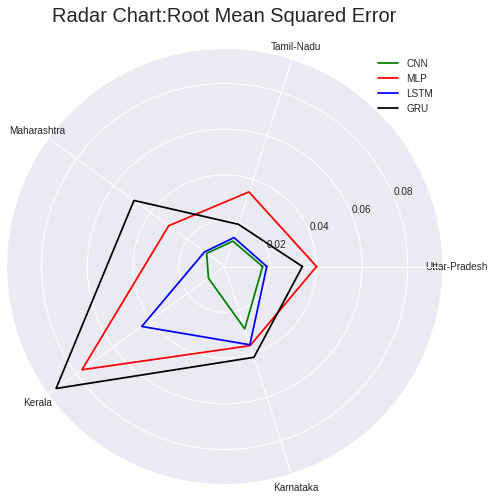 Radar Chart:Root Mean Squared Error
Tamil-Nadu
CNN
MLP
LSTM
GRU
Maharashtra
0.08
0.06
0.04
0.02
Uttar-Pradesh
Kerala
Karnataka